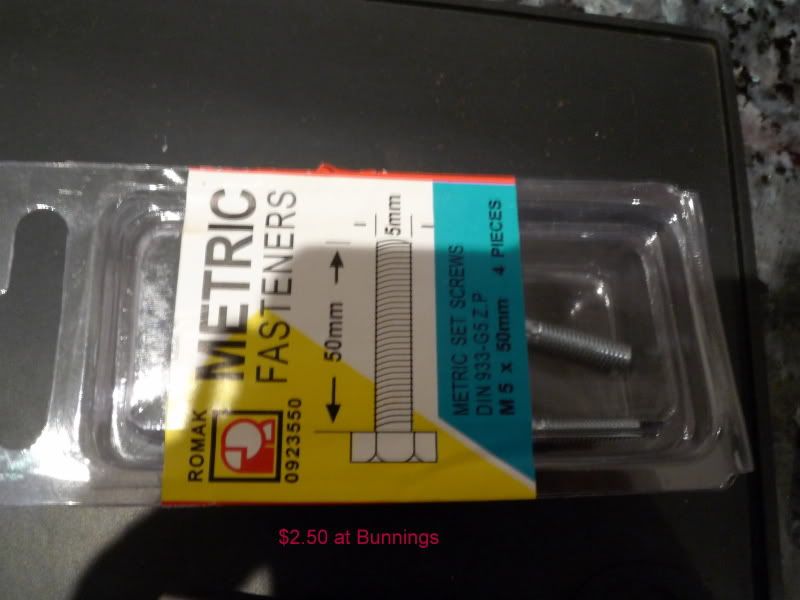 ROMAK METRIC
FASTENERS
0923550
50mm
5mm
METRIC SET SCREWS
DIN 933-G5 Z.P
M 5 x 50mm 4 PIECES
$2.50 at Bunnings